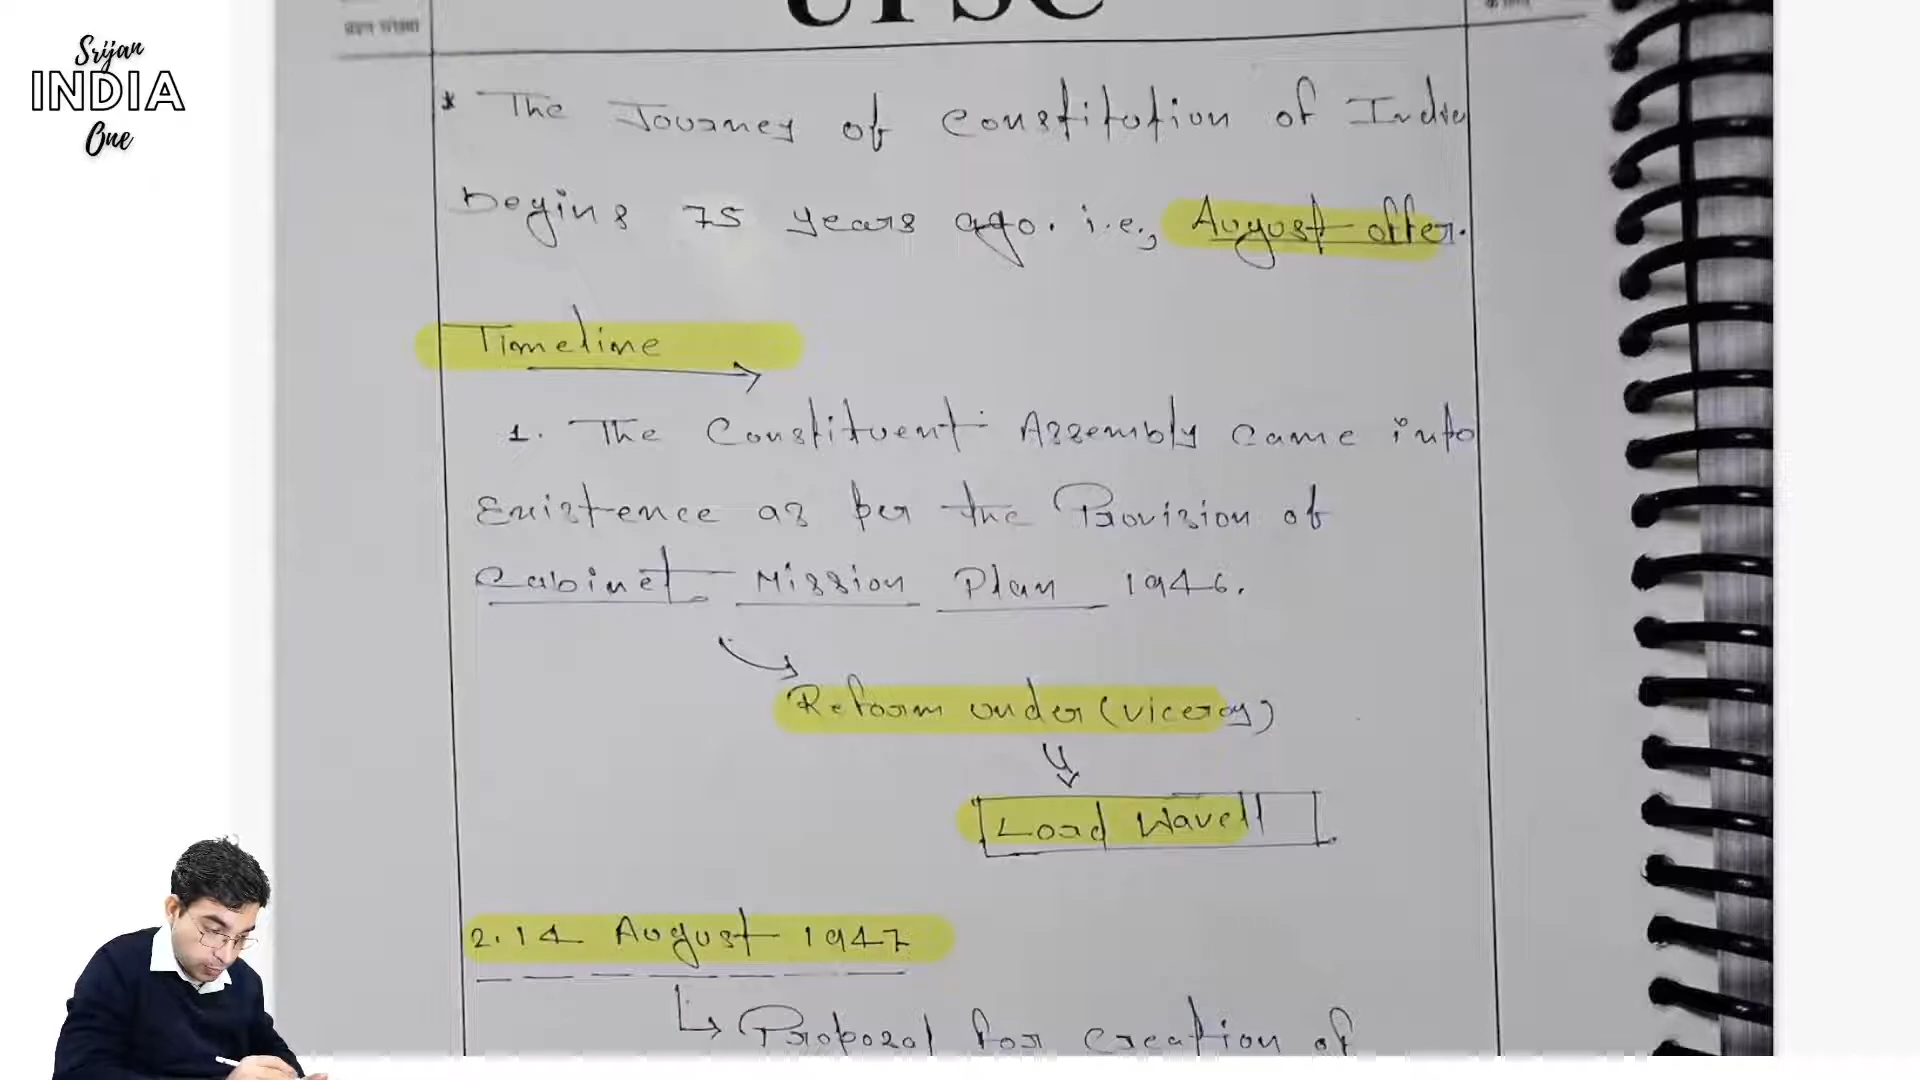 Srijan
INDIA
One
UPSC
* The Journey of Constitution of India
begins 75 years ago. i.e., August offer.
Timeline
1. The Constituent Assembly came into
Existence as per the Provision of
Cabinet Mission Plan 1946.
Reform under (viceroy)
Lord Wavell
2. 14 August 1947
Proposal for creation of